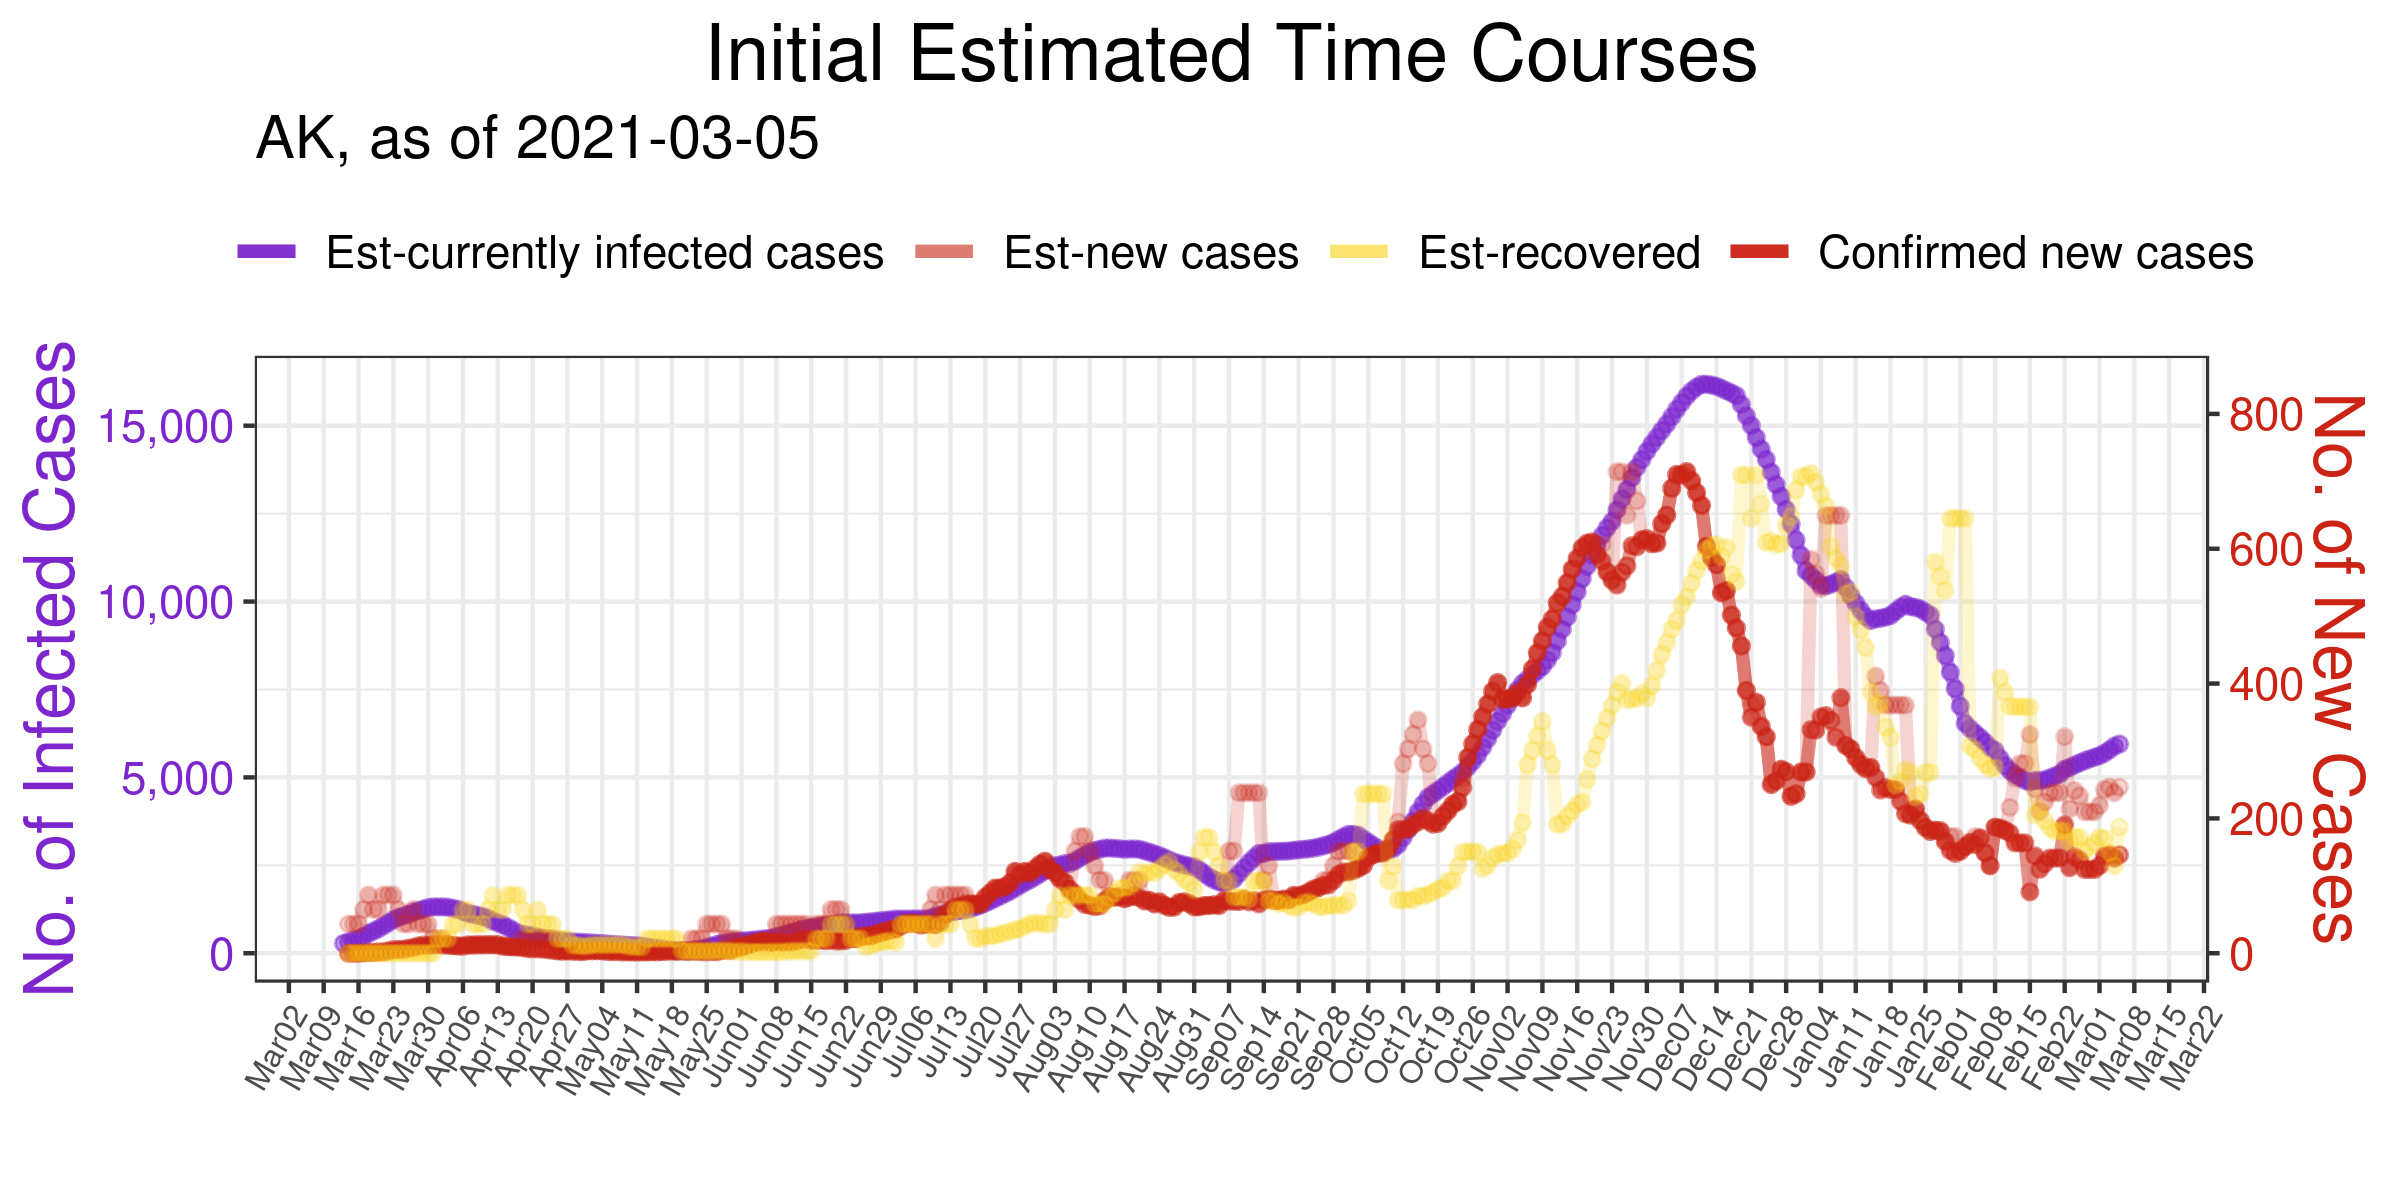 Initial Estimated Time Courses
AK, as of 2021-03-05
Est-currently infected cases Est-new cases Est-recovered Confirmed new cases
No. of Infected Cases
15,000
10,000
5,000
0
800
600
400
200
0
No. of New Cases
Mar02 Mar09 Mar16 Mar23 Mar30 Apr06 Apr13 Apr20 Apr27 May04 May11 May18 May25 Jun01 Jun08 Jun15 Jun22 Jun29 Jul06 Jul13 Jul20 Jul27 Aug03 Aug10 Aug17 Aug24 Aug31 Sep07 Sep14 Sep21 Sep28 Oct05 Oct12 Oct19 Oct26 Nov02 Nov09 Nov16 Nov23 Nov30 Dec07 Dec14 Dec21 Dec28 Jan04 Jan11 Jan18 Jan25 Feb01 Feb08 Feb15 Feb22 Mar01 Mar08 Mar15 Mar22